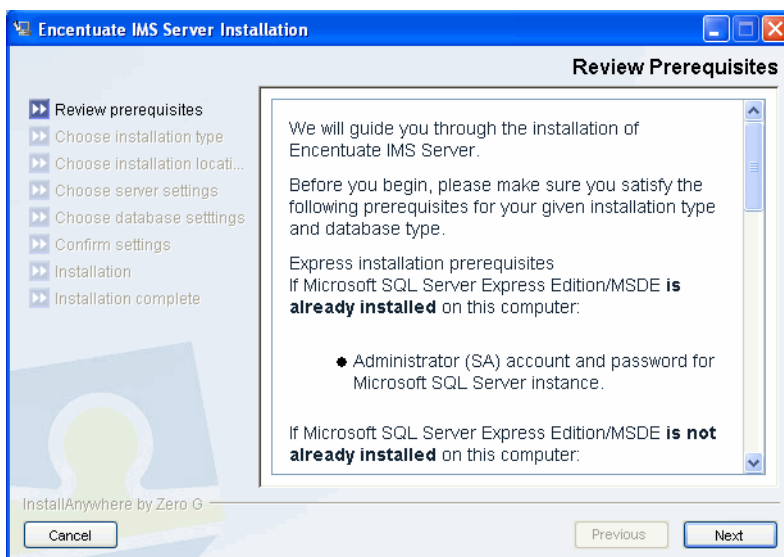 Encentuate IMS Server Installation
Review Prerequisites
Review prerequisites
Choose installation type
Choose installation locati...
Choose server settings
Choose database setttings
Confirm settings
Installation
Installation complete
We will guide you through the installation of
Encentuate IMS Server.
Before you begin, please make sure you satisfy the
following prerequisites for your given installation type
and database type.
Express installation prerequisites
If Microsoft SQL Server Express Edition/MSDE is
already installed on this computer:
● Administrator (SA) account and password for
Microsoft SQL Server instance.
If Microsoft SQL Server Express Edition/MSDE is not
already installed on this computer:
InstallAnywhere by Zero G
Cancel
Previous
Next